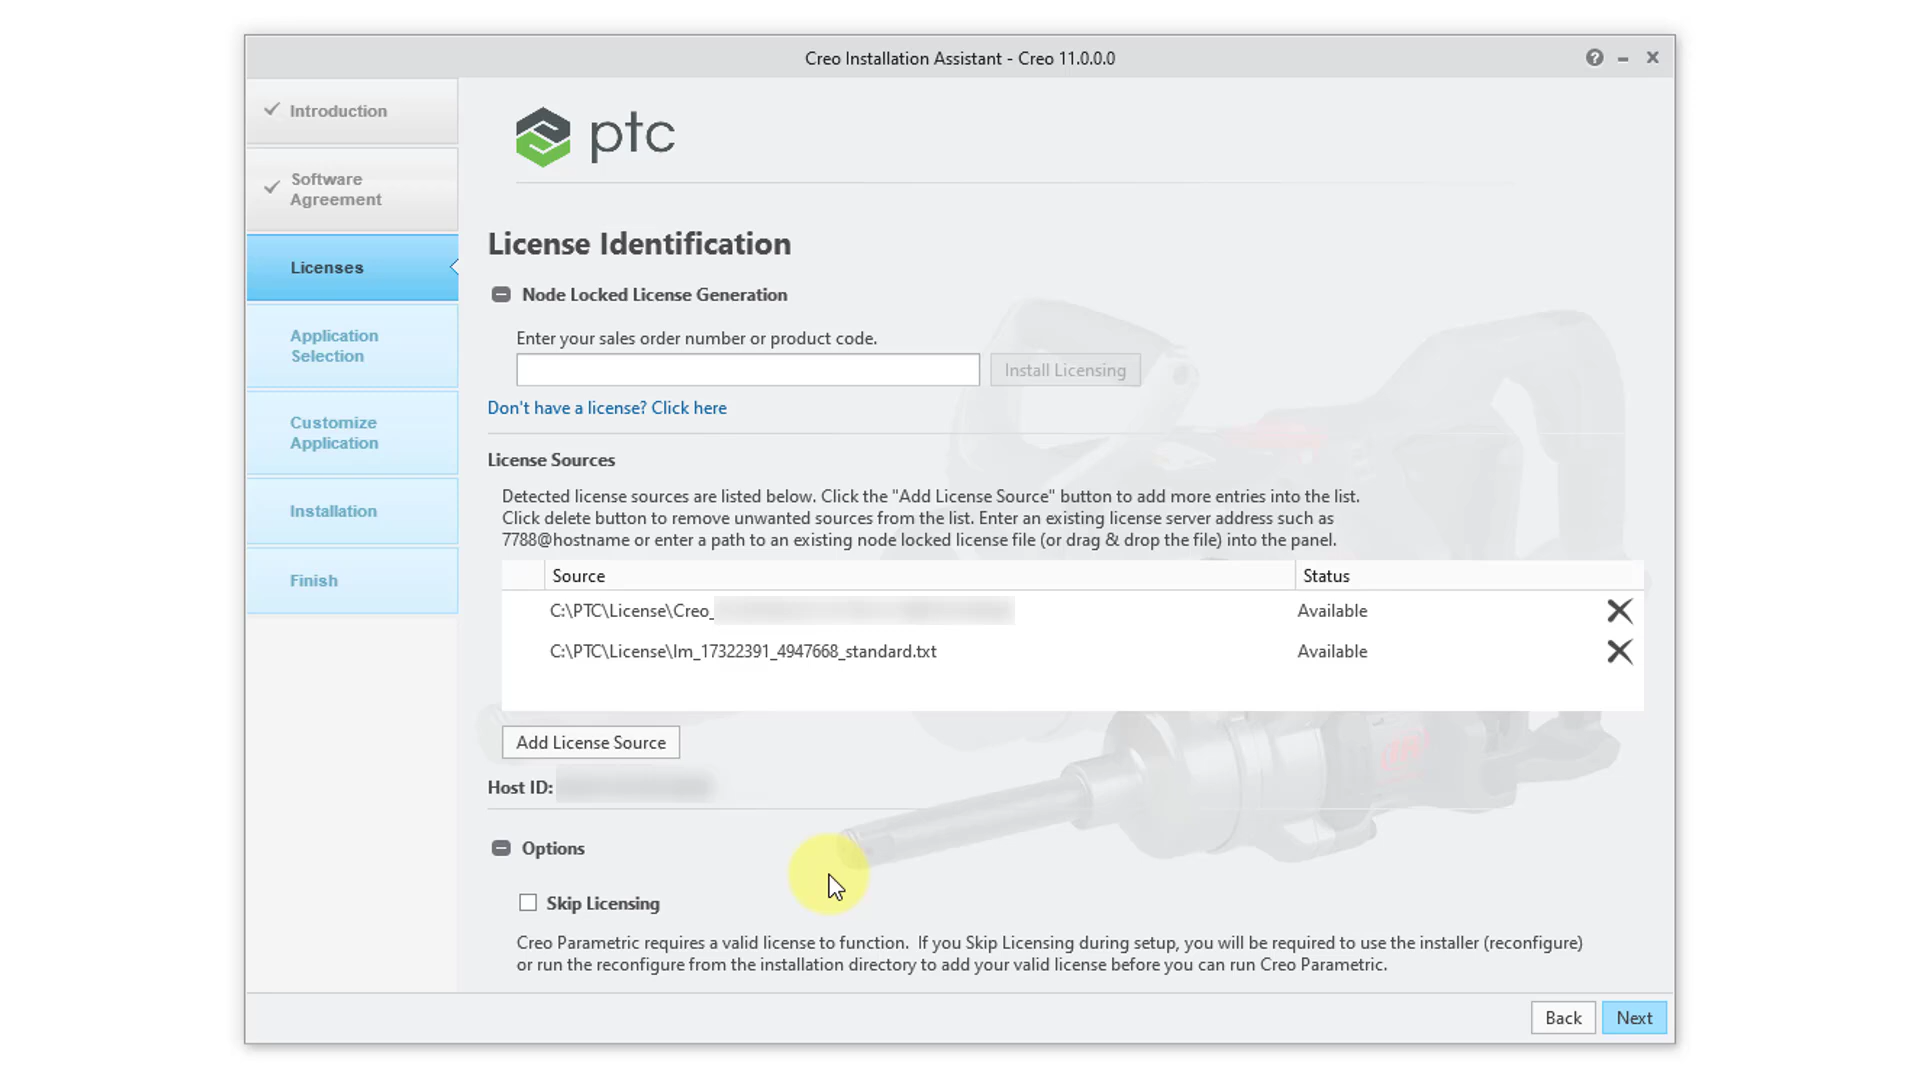 Creo Installation Assistant - Creo 11.0.0.0
Introduction
Software
Agreement
Licenses
Application
Selection
Customize
Application
Installation
Finish
ptc
License Identification
Node Locked License Generation
Enter your sales order number or product code.
Install Licensing
Don't have a license? Click here
License Sources
Detected license sources are listed below. Click the "Add License Source" button to add more entries into the list.
Click delete button to remove unwanted sources from the list. Enter an existing license server address such as
7788@hostname or enter a path to an existing node locked license file (or drag & drop the file) into the panel.
Source Status
C:\PTC\License\Creo_ Available
C:\PTC\License\lm_17322391_4947668_standard.txt Available
Add License Source
Host ID:
Options
Skip Licensing
Creo Parametric requires a valid license to function. If you Skip Licensing during setup, you will be required to use the installer (reconfigure)
or run the reconfigure from the installation directory to add your valid license before you can run Creo Parametric.
Back Next